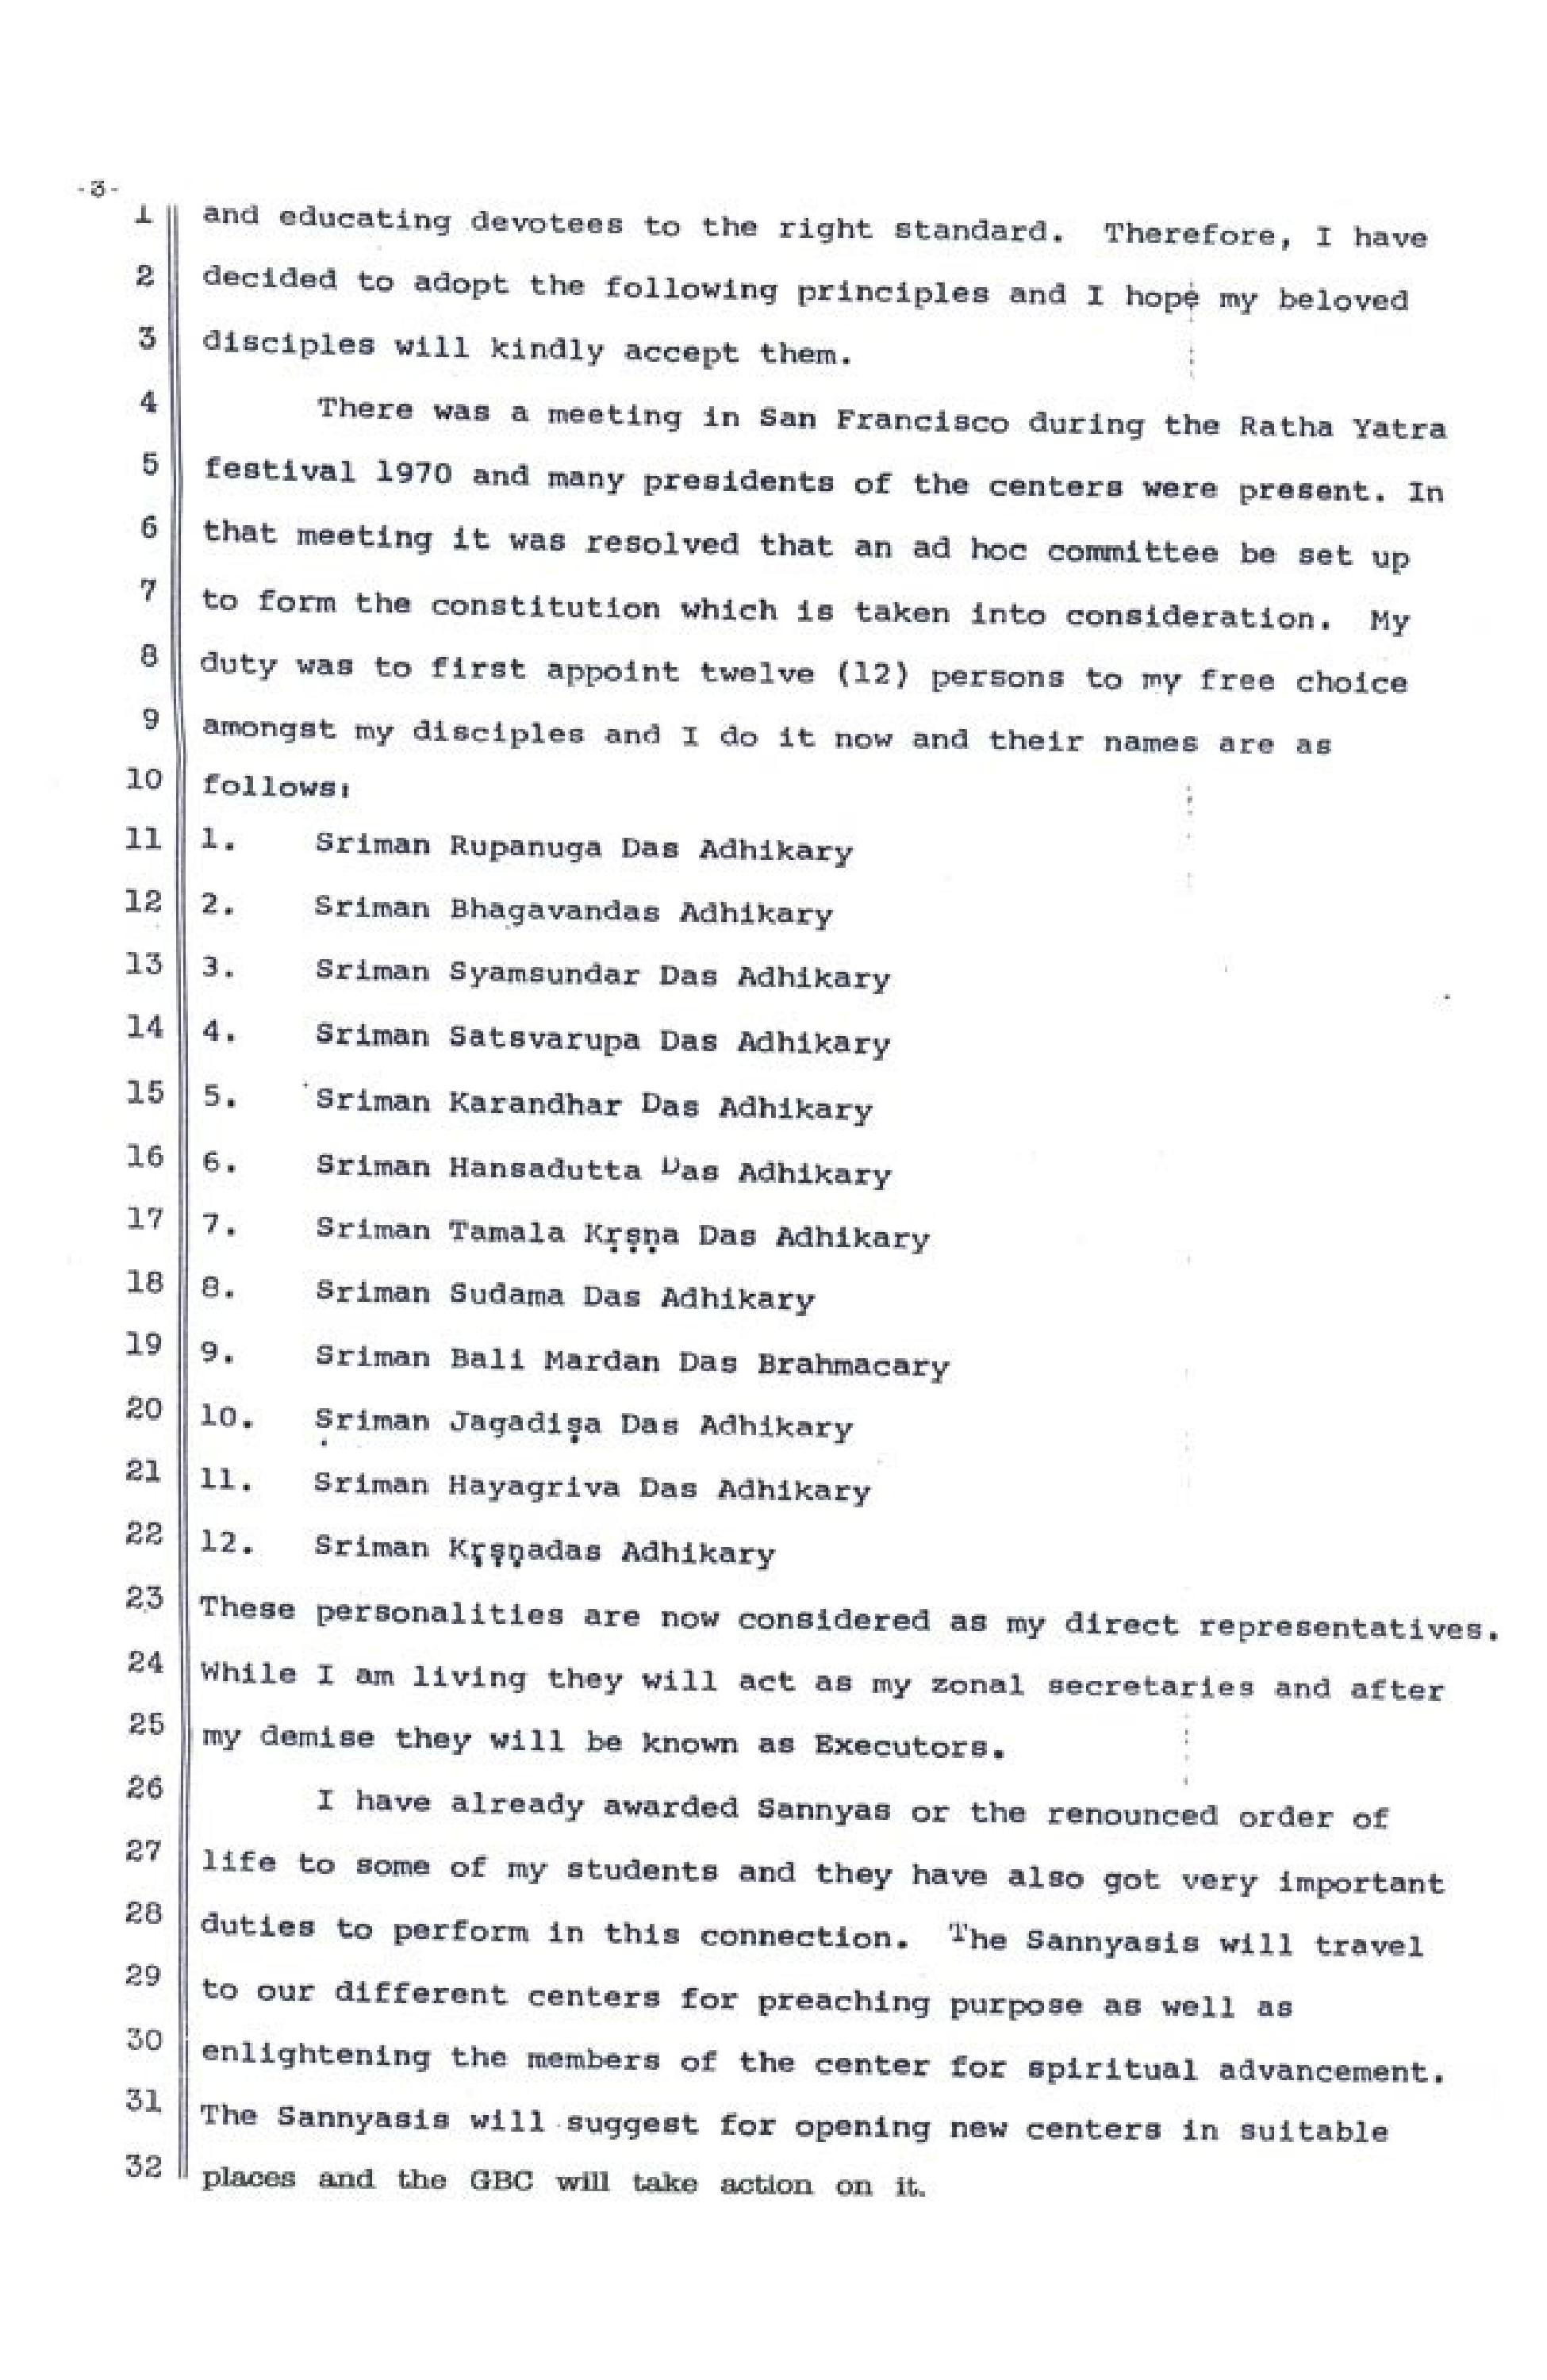 -3-
1 and educating devotees to the right standard. Therefore, I have
2 decided to adopt the following principles and I hope my beloved
3 disciples will kindly accept them.
4 There was a meeting in San Francisco during the Ratha Yatra
5 festival 1970 and many presidents of the centers were present. In
6 that meeting it was resolved that an ad hoc committee be set up
7 to form the constitution which is taken into consideration. My
8 duty was to first appoint twelve (12) persons to my free choice
9 amongst my disciples and I do it now and their names are as
10 follows:
11 1. Sriman Rupanuga Das Adhikary
12 2. Sriman Bhagavandas Adhikary
13 3. Sriman Syamsundar Das Adhikary
14 4. Sriman Satsvarupa Das Adhikary
15 5. Sriman Karandhar Das Adhikary
16 6. Sriman Hansadutta Das Adhikary
17 7. Sriman Tamala Kṛṣṇa Das Adhikary
18 8. Sriman Sudama Das Adhikary
19 9. Sriman Bali Mardan Das Brahmacary
20 10. Ṣriman Jagadiṣa Das Adhikary
21 11. Sriman Hayagriva Das Adhikary
22 12. Sriman Kṛṣṇadas Adhikary
23 These personalities are now considered as my direct representatives.
24 While I am living they will act as my zonal secretaries and after
25 my demise they will be known as Executors.
26 I have already awarded Sannyas or the renounced order of
27 life to some of my students and they have also got very important
28 duties to perform in this connection. The Sannyasis will travel
29 to our different centers for preaching purpose as well as
30 enlightening the members of the center for spiritual advancement.
31 The Sannyasis will suggest for opening new centers in suitable
32 places and the GBC will take action on it.